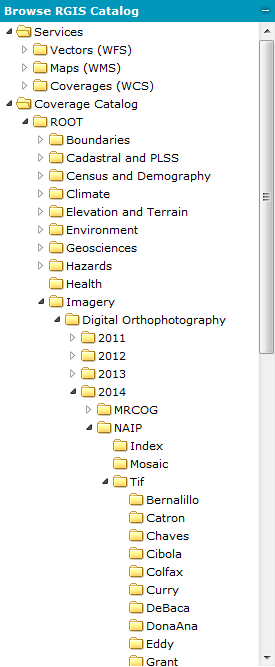 Browse RGIS Catalog
Services
Vectors (WFS)
Maps (WMS)
Coverages (WCS)
Coverage Catalog
ROOT
Boundaries
Cadastral and PLSS
Census and Demography
Climate
Elevation and Terrain
Environment
Geosciences
Hazards
Health
Imagery
Digital Orthophotography
2011
2012
2013
2014
MRCOG
NAIP
Index
Mosaic
Tif
Bernalillo
Catron
Chaves
Cibola
Colfax
Curry
DeBaca
DonaAna
Eddy
Grant